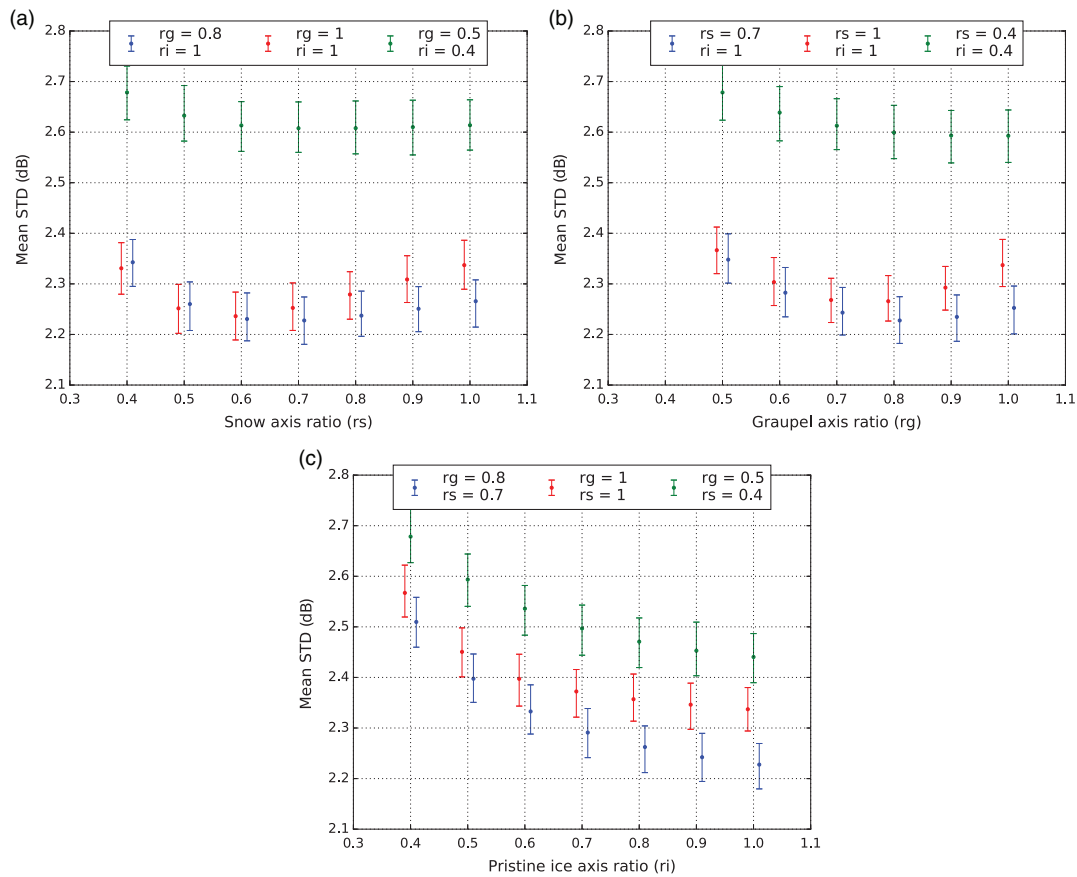 (a)
rg = 0.8 rg = 1 rg = 0.5
ri = 1 ri = 1 ri = 0.4
2.8
2.7
2.6
2.5
2.4
2.3
2.2
2.1
Mean STD (dB)
0.3 0.4 0.5 0.6 0.7 0.8 0.9 1.0 1.1
Snow axis ratio (rs)
(b)
rs = 0.7 rs = 1 rs = 0.4
ri = 1 ri = 1 ri = 0.4
2.8
2.7
2.6
2.5
2.4
2.3
2.2
2.1
Mean STD (dB)
0.3 0.4 0.5 0.6 0.7 0.8 0.9 1.0 1.1
Graupel axis ratio (rg)
(c)
rg = 0.8 rg = 1 rg = 0.5
rs = 0.7 rs = 1 rs = 0.4
2.8
2.7
2.6
2.5
2.4
2.3
2.2
2.1
Mean STD (dB)
0.3 0.4 0.5 0.6 0.7 0.8 0.9 1.0 1.1
Pristine ice axis ratio (ri)